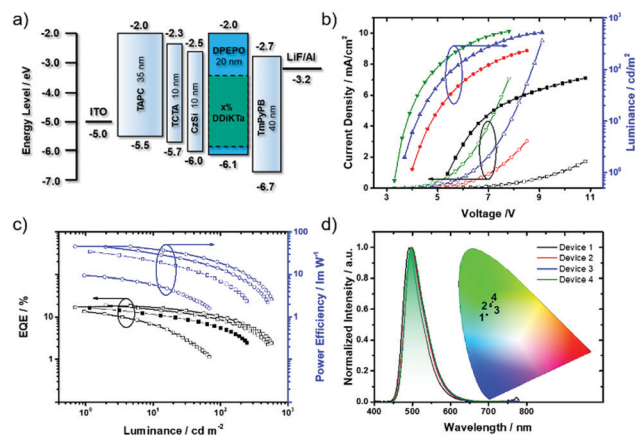 a)
Energy Level / eV
-2.0
-3.0
-4.0
-5.0
-6.0
-7.0
ITO
-5.0
-2.0
TAPC 35 nm
-5.5
-2.3
TCTA 10 nm
-5.7
-2.5
CzSi 10 nm
-6.0
-2.0
DPEPO
20 nm
x%
DDiKTa
-6.1
-2.7
TmPyPB
40 nm
-6.7
LiF/Al
-3.2
b)
Current Density / mA/cm²
10
8
6
4
2
0
3
6
9
Voltage /V
Luminance / cd/m²
10³
10²
10¹
10⁰
c)
EQE / %
100
10
1
10⁰
10¹
10²
10³
Luminance / cd m⁻²
Power Efficiency / lm W⁻¹
100
10
1
d)
Normalized Intensity / a.u.
1.0
0.8
0.6
0.4
0.2
0.0
400
500
600
700
800
Wavelength / nm
Device 1
Device 2
Device 3
Device 4
4
2
3
1